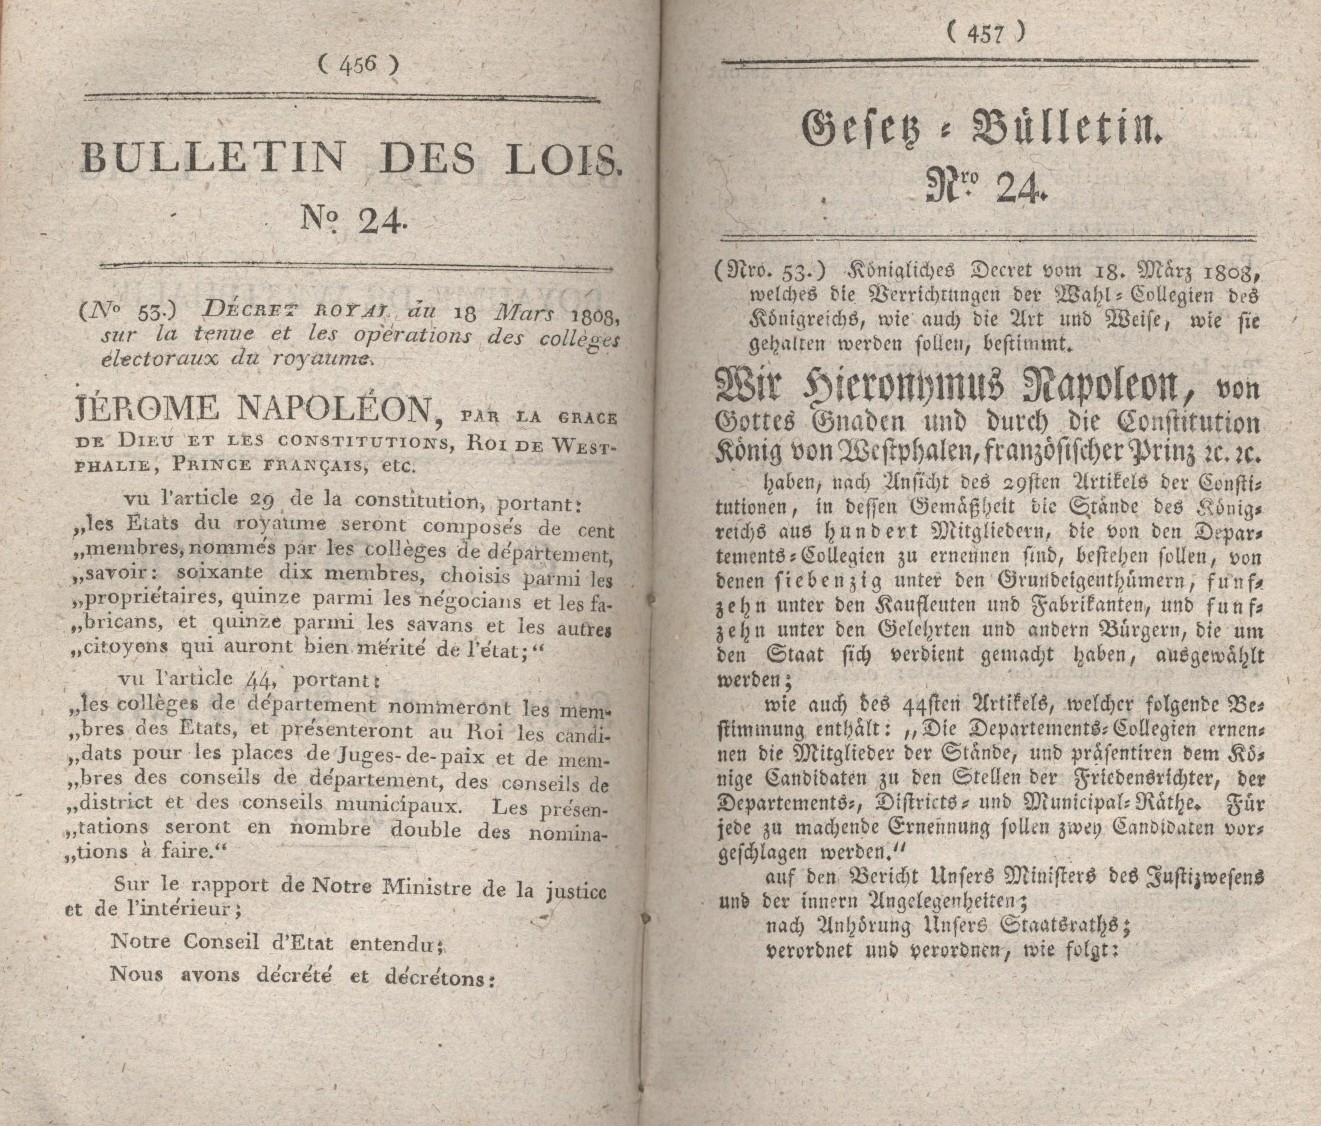 ( 456 )
BULLETIN DES LOIS.
Nº. 24.
(Nº 53.) DÉCRET ROYAL du 18 Mars 1808,
sur la tenue et les opérations des collèges
électoraux du royaume.
JÉROME NAPOLÉON, PAR LA GRACE
DE DIEU ET LES CONSTITUTIONS, ROI DE WEST-
PHALIE, PRINCE FRANÇAIS, etc.
vu l'article 29 de la constitution, portant:
„les Etats du royaume seront composés de cent
„membres, nommés par les collèges de département,
„savoir: soixante dix membres, choisis parmi les
„propriétaires, quinze parmi les négocians et les fa-
„bricans, et quinze parmi les savans et les autres
„citoyens qui auront bien mérité de l'état;“
vu l'article 44, portant:
„les collèges de département nommeront les mem-
„bres des Etats, et présenteront au Roi les candi-
„dats pour les places de Juges-de-paix et de mem-
„bres des conseils de département, des conseils de
„district et des conseils municipaux. Les présen-
„tations seront en nombre double des nomina-
„tions à faire.“
Sur le rapport de Notre Ministre de la justice
et de l'intérieur;
Notre Conseil d'Etat entendu;
Nous avons décrété et décrétons:
( 457 )
Gesetz-Bülletin.
Nro. 24.
(Nro. 53.) Königliches Decret vom 18. März 1808,
welches die Verrichtungen der Wahl-Collegien des
Königreichs, wie auch die Art und Weise, wie sie
gehalten werden sollen, bestimmt.
Wir Hieronymus Napoleon, von
Gottes Gnaden und durch die Constitution
König von Westphalen, französischer Prinz ꝛc. ꝛc.
haben, nach Ansicht des 29sten Artikels der Consti-
tutionen, in dessen Gemäßheit die Stände des König-
reichs aus hundert Mitgliedern, die von den Depar-
tements-Collegien zu ernennen sind, bestehen sollen, von
denen siebenzig unter den Grundeigenthümern, funf-
zehn unter den Kaufleuten und Fabrikanten, und funf-
zehn unter den Gelehrten und andern Bürgern, die um
den Staat sich verdient gemacht haben, ausgewählt
werden;
wie auch des 44sten Artikels, welcher folgende Be-
stimmung enthält: „Die Departements-Collegien ernen-
nen die Mitglieder der Stände, und präsentiren dem Kö-
nige Candidaten zu den Stellen der Friedensrichter, der
Departements-, Districts- und Municipal-Räthe. Für
jede zu machende Ernennung sollen zwey Candidaten vor-
geschlagen werden.“
auf den Bericht Unsers Ministers des Justizwesens
und der innern Angelegenheiten;
nach Anhörung Unsers Staatsraths;
verordnet und verordnen, wie folgt: